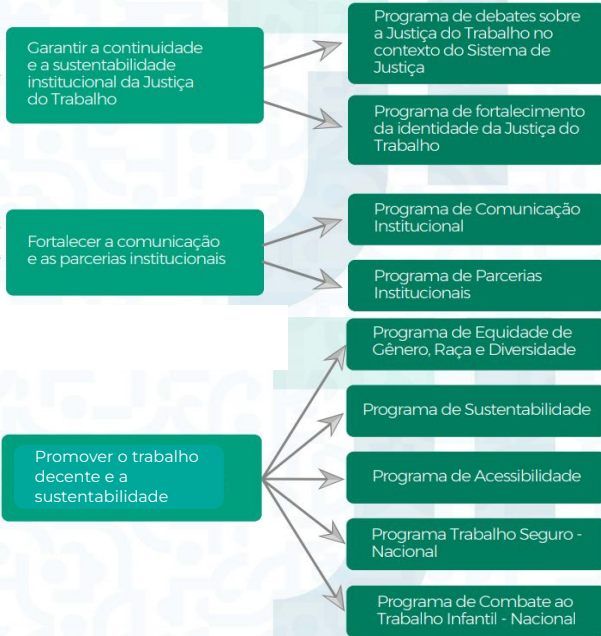 Garantir a continuidade
e a sustentabilidade
institucional da Justiça
do Trabalho
Programa de debates sobre
a Justiça do Trabalho no
contexto do Sistema de
Justiça
Programa de fortalecimento
da identidade da Justiça do
Trabalho
Fortalecer a comunicação
e as parcerias institucionais
Programa de Comunicação
Institucional
Programa de Parcerias
Institucionais
Promover o trabalho
decente e a
sustentabilidade
Programa de Equidade de
Gênero, Raça e Diversidade
Programa de Sustentabilidade
Programa de Acessibilidade
Programa Trabalho Seguro -
Nacional
Programa de Combate ao
Trabalho Infantil - Nacional